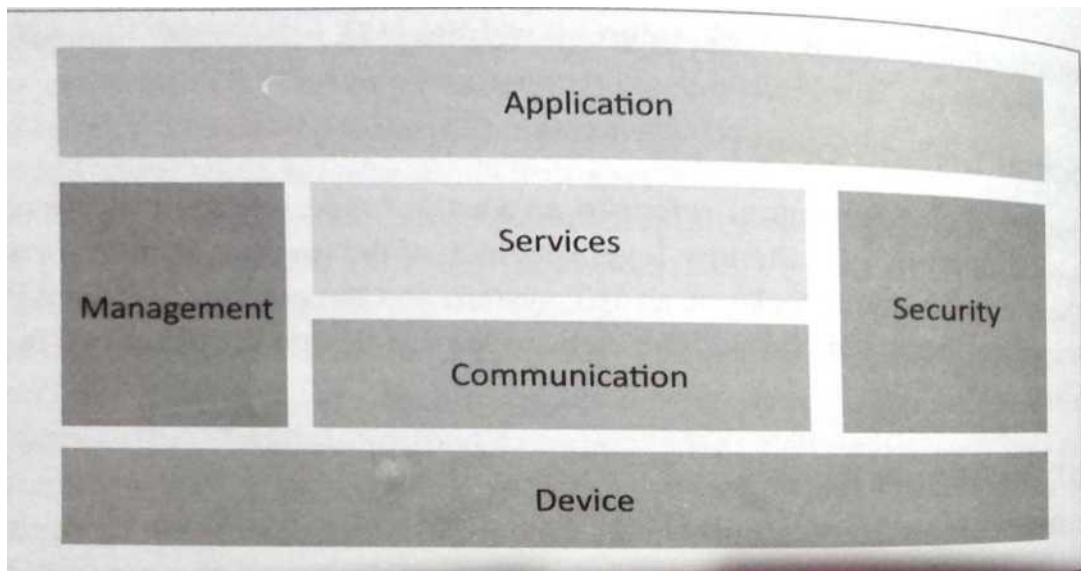 Application
Services
Management
Security
Communication
Device